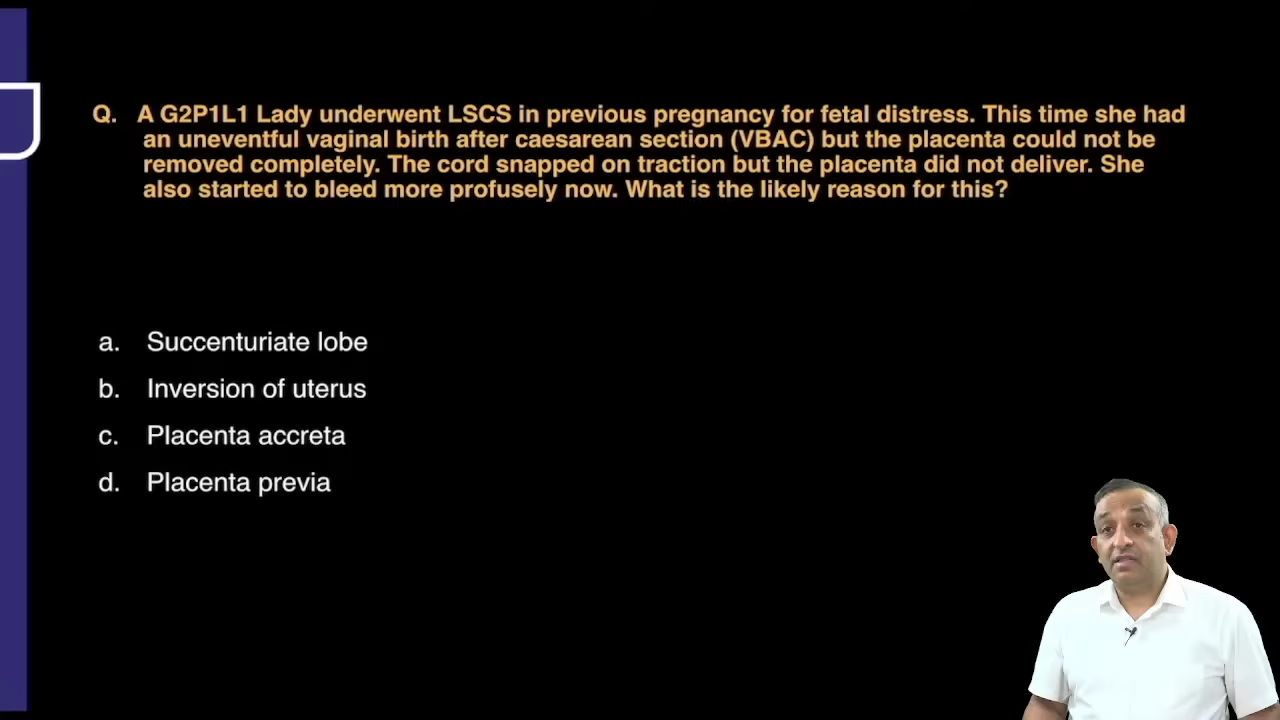 Q. A G2P1L1 Lady underwent LSCS in previous pregnancy for fetal distress. This time she had
an uneventful vaginal birth after caesarean section (VBAC) but the placenta could not be
removed completely. The cord snapped on traction but the placenta did not deliver. She
also started to bleed more profusely now. What is the likely reason for this?
a. Succenturiate lobe
b. Inversion of uterus
c. Placenta accreta
d. Placenta previa